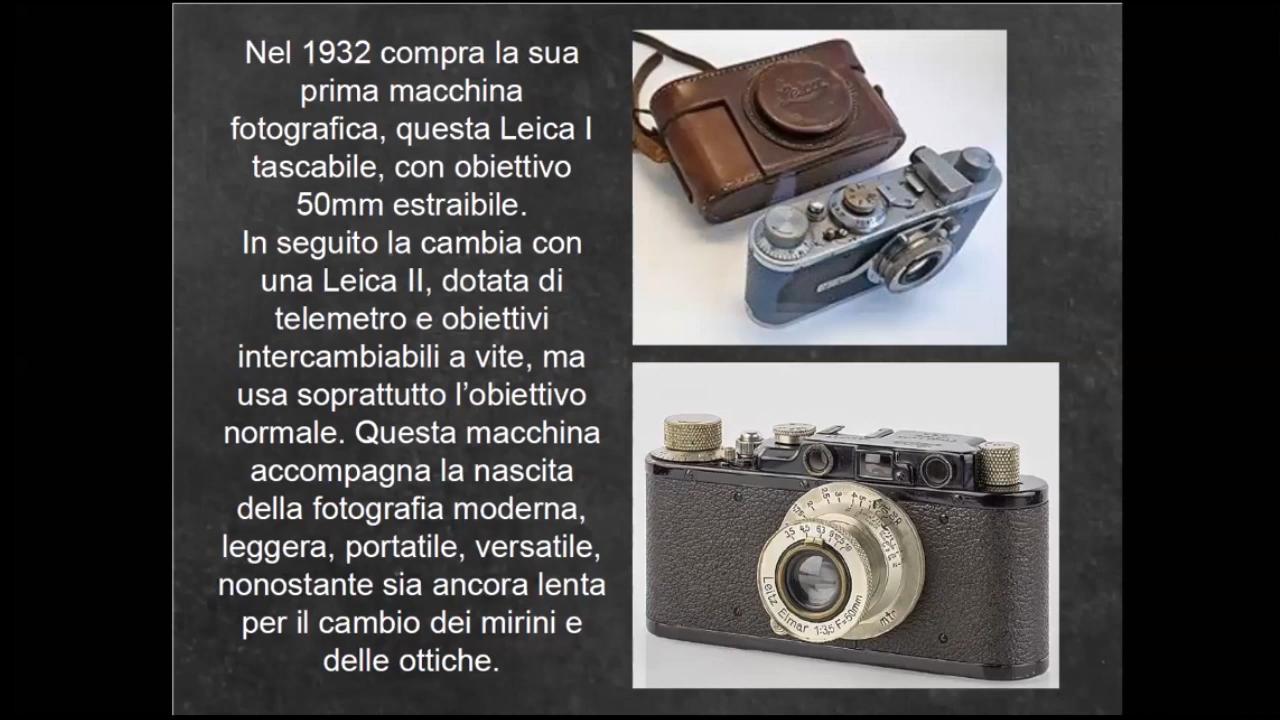 Nel 1932 compra la sua
prima macchina
fotografica, questa Leica I
tascabile, con obiettivo
50mm estraibile.
In seguito la cambia con
una Leica II, dotata di
telemetro e obiettivi
intercambiabili a vite, ma
usa soprattutto l’obiettivo
normale. Questa macchina
accompagna la nascita
della fotografia moderna,
leggera, portatile, versatile,
nonostante sia ancora lenta
per il cambio dei mirini e
delle ottiche.
Leica
Leitz Elmar 1:3,5 F=50mm
mtr